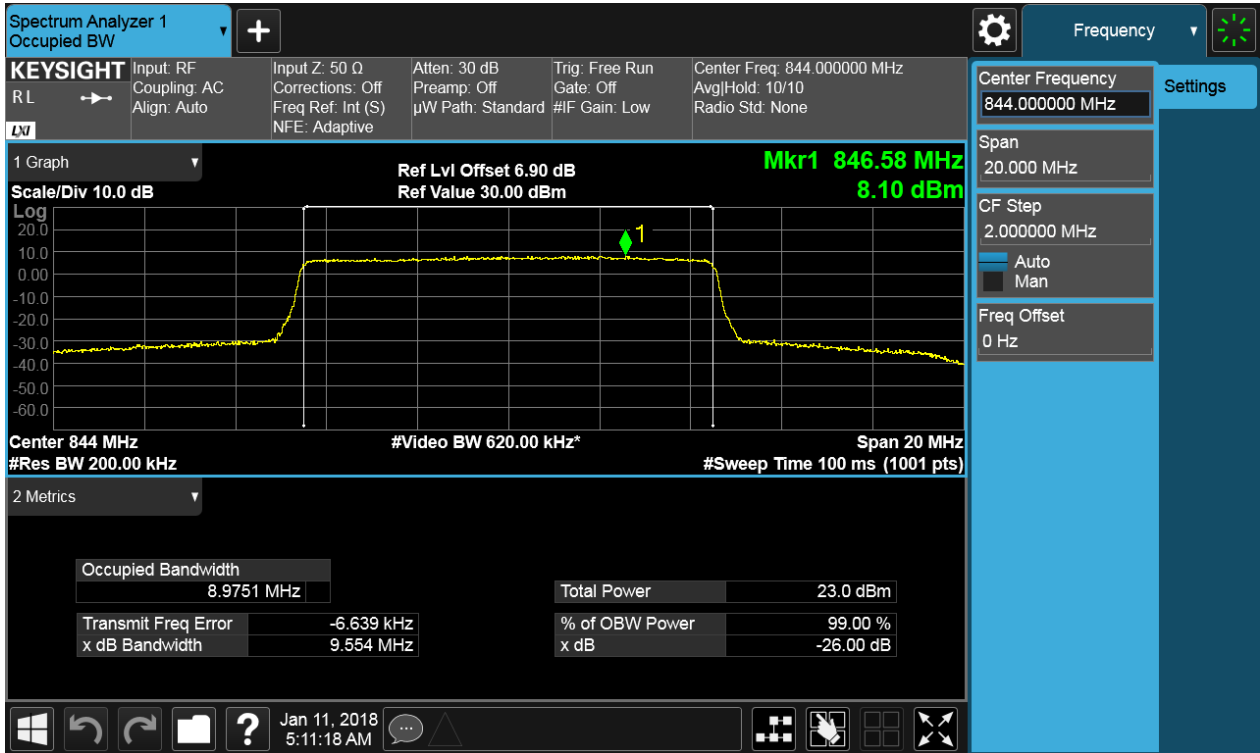 Spectrum Analyzer 1
Occupied BW
+
Frequency
KEYSIGHT
RL
LXI
Input: RF
Coupling: AC
Align: Auto
Input Z: 50 Ω
Corrections: Off
Freq Ref: Int (S)
NFE: Adaptive
Atten: 30 dB
Preamp: Off
µW Path: Standard
Trig: Free Run
Gate: Off
#IF Gain: Low
Center Freq: 844.000000 MHz
Avg|Hold: 10/10
Radio Std: None
Center Frequency
844.000000 MHz
Settings
Span
20.000 MHz
CF Step
2.000000 MHz
Auto
Man
Freq Offset
0 Hz
1 Graph
Scale/Div 10.0 dB
Ref Lvl Offset 6.90 dB
Ref Value 30.00 dBm
Mkr1 846.58 MHz
8.10 dBm
Log
20.0
10.0
0.00
-10.0
-20.0
-30.0
-40.0
-50.0
-60.0
1
Center 844 MHz
#Video BW 620.00 kHz*
Span 20 MHz
#Res BW 200.00 kHz
#Sweep Time 100 ms (1001 pts)
2 Metrics
Occupied Bandwidth
8.9751 MHz
Total Power 23.0 dBm
Transmit Freq Error -6.639 kHz
% of OBW Power 99.00 %
x dB Bandwidth 9.554 MHz
x dB -26.00 dB
?
Jan 11, 2018
5:11:18 AM